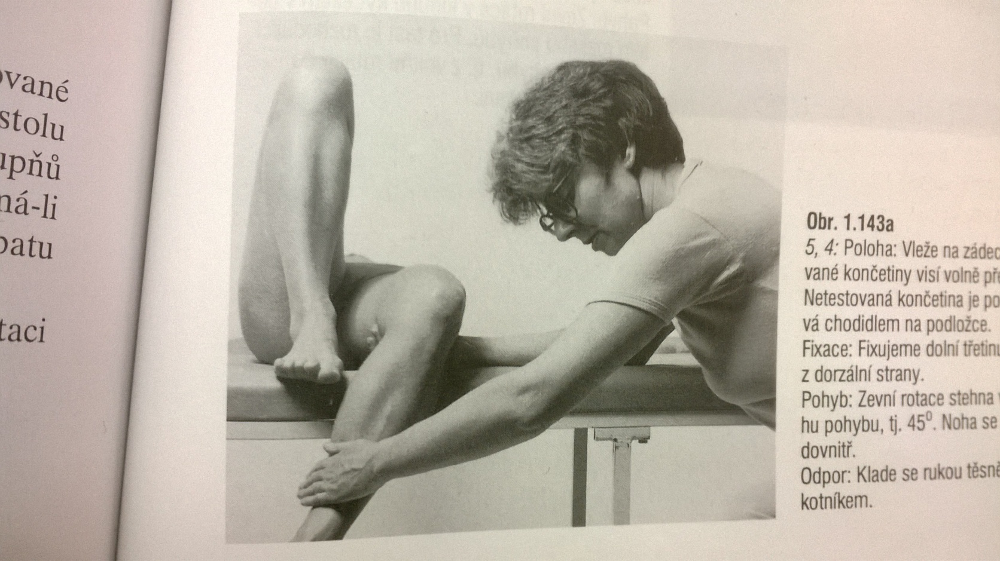 ované
stolu
upňů
ná-li
patu
taci
Obr. 1.143a
5, 4: Poloha: Vleže na zádec
vané končetiny visí volně pře
Netestovaná končetina je po
vá chodidlem na podložce.
Fixace: Fixujeme dolní třetinu
z dorzální strany.
Pohyb: Zevní rotace stehna v
hu pohybu, tj. 45⁰. Noha se
dovnitř.
Odpor: Klade se rukou těsně
kotníkem.